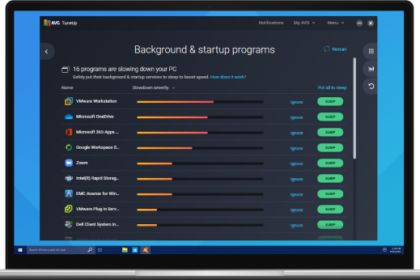 AVG TuneUp
Notifications My AVG Menu
Background & startup programs
Rescan
16 programs are slowing down your PC
Safely put their background & startup services to sleep to boost speed. How does it work?
Name Slowdown severity Put all to sleep
VMware Workstation Ignore SLEEP
Microsoft OneDrive Ignore SLEEP
Microsoft 365 Apps ... Ignore SLEEP
Google Workspace S... Ignore SLEEP
Zoom Ignore SLEEP
Intel(R) Rapid Storag... Ignore SLEEP
EMC Avamar for Win... Ignore SLEEP
VMware Plug-in Serv... Ignore SLEEP
Dell Client System In... Ignore SLEEP